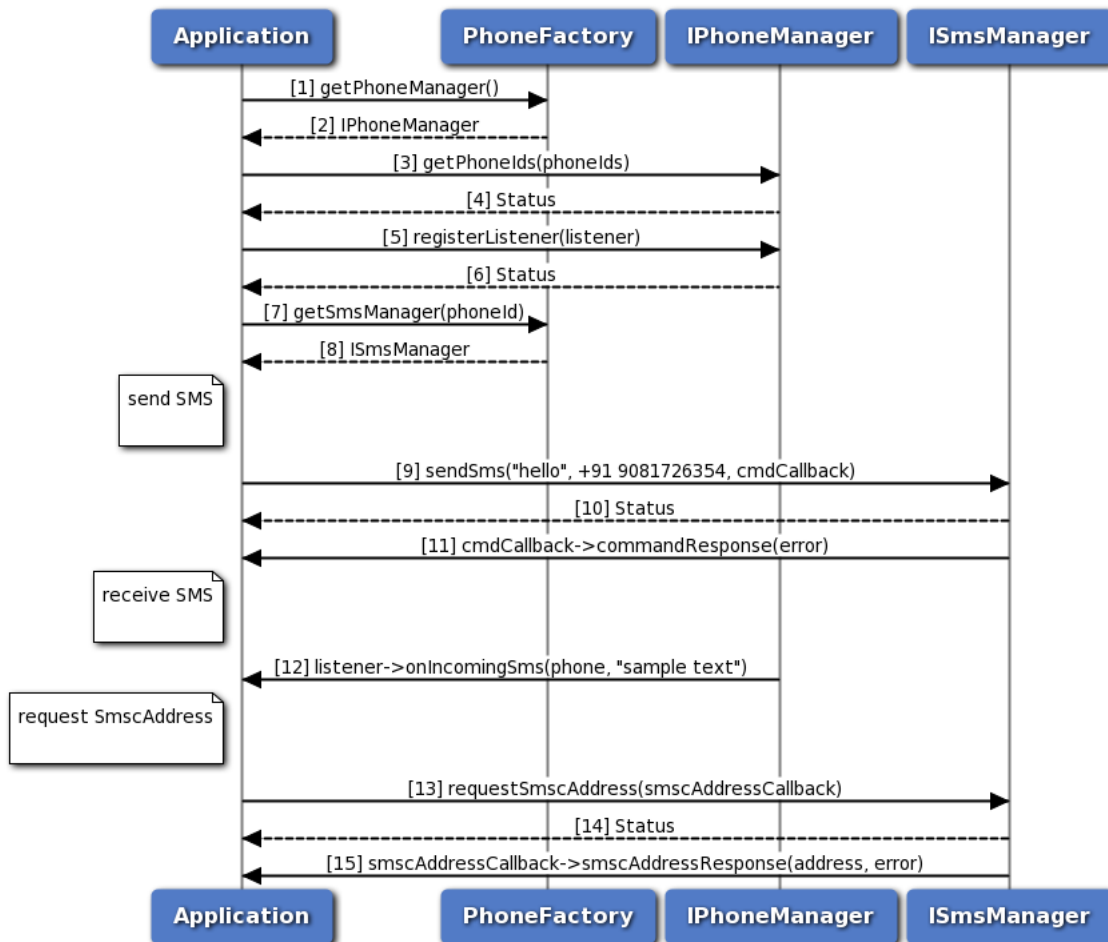 Application
PhoneFactory
IPhoneManager
ISmsManager
[1] getPhoneManager()
[2] IPhoneManager
[3] getPhoneIds(phoneIds)
[4] Status
[5] registerListener(listener)
[6] Status
[7] getSmsManager(phoneId)
[8] ISmsManager
send SMS
[9] sendSms("hello", +91 9081726354, cmdCallback)
[10] Status
[11] cmdCallback->commandResponse(error)
receive SMS
[12] listener->onIncomingSms(phone, "sample text")
request SmscAddress
[13] requestSmscAddress(smscAddressCallback)
[14] Status
[15] smscAddressCallback->smscAddressResponse(address, error)
Application
PhoneFactory
IPhoneManager
ISmsManager